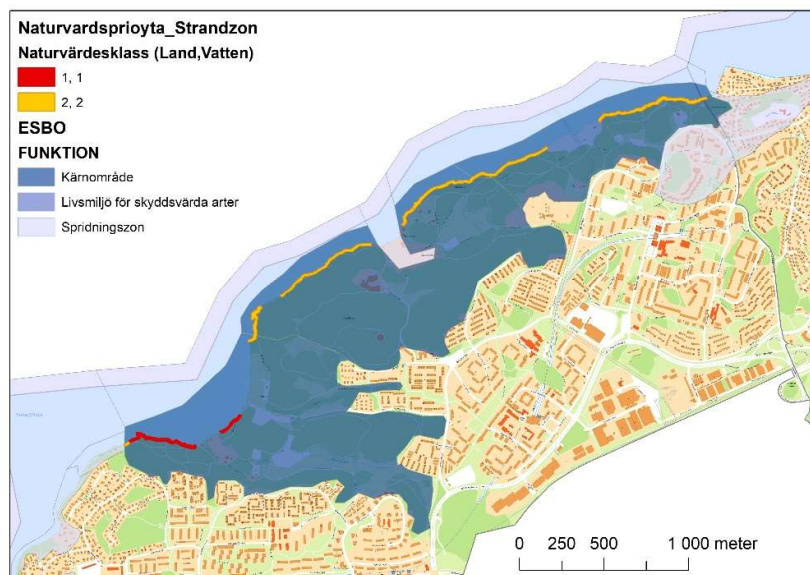 Naturvardsprioyta_Strandzon
Naturvärdesklass (Land,Vatten)
1, 1
2, 2
ESBO
FUNKTION
Kärnområde
Livsmiljö för skyddsvärda arter
Spridningszon
0 250 500 1 000 meter